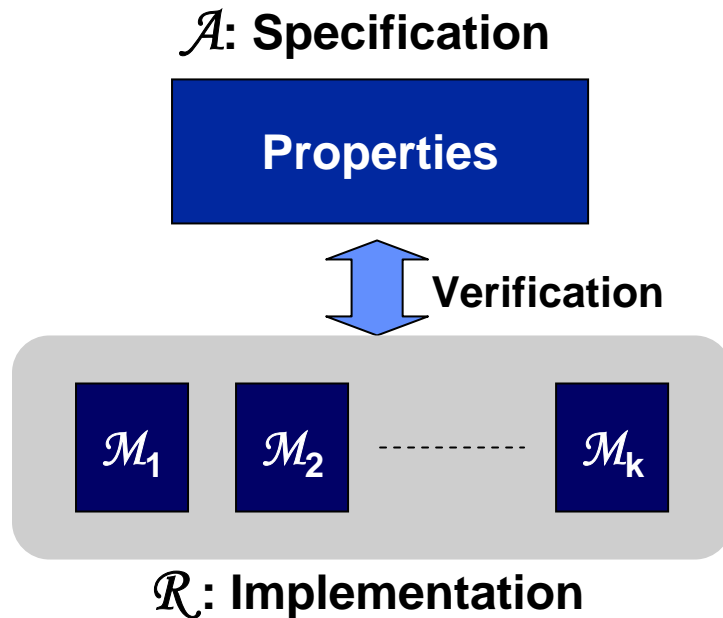 𝒜: Specification
Properties
Verification
ℳ1 ℳ2 ℳk
ℛ: Implementation